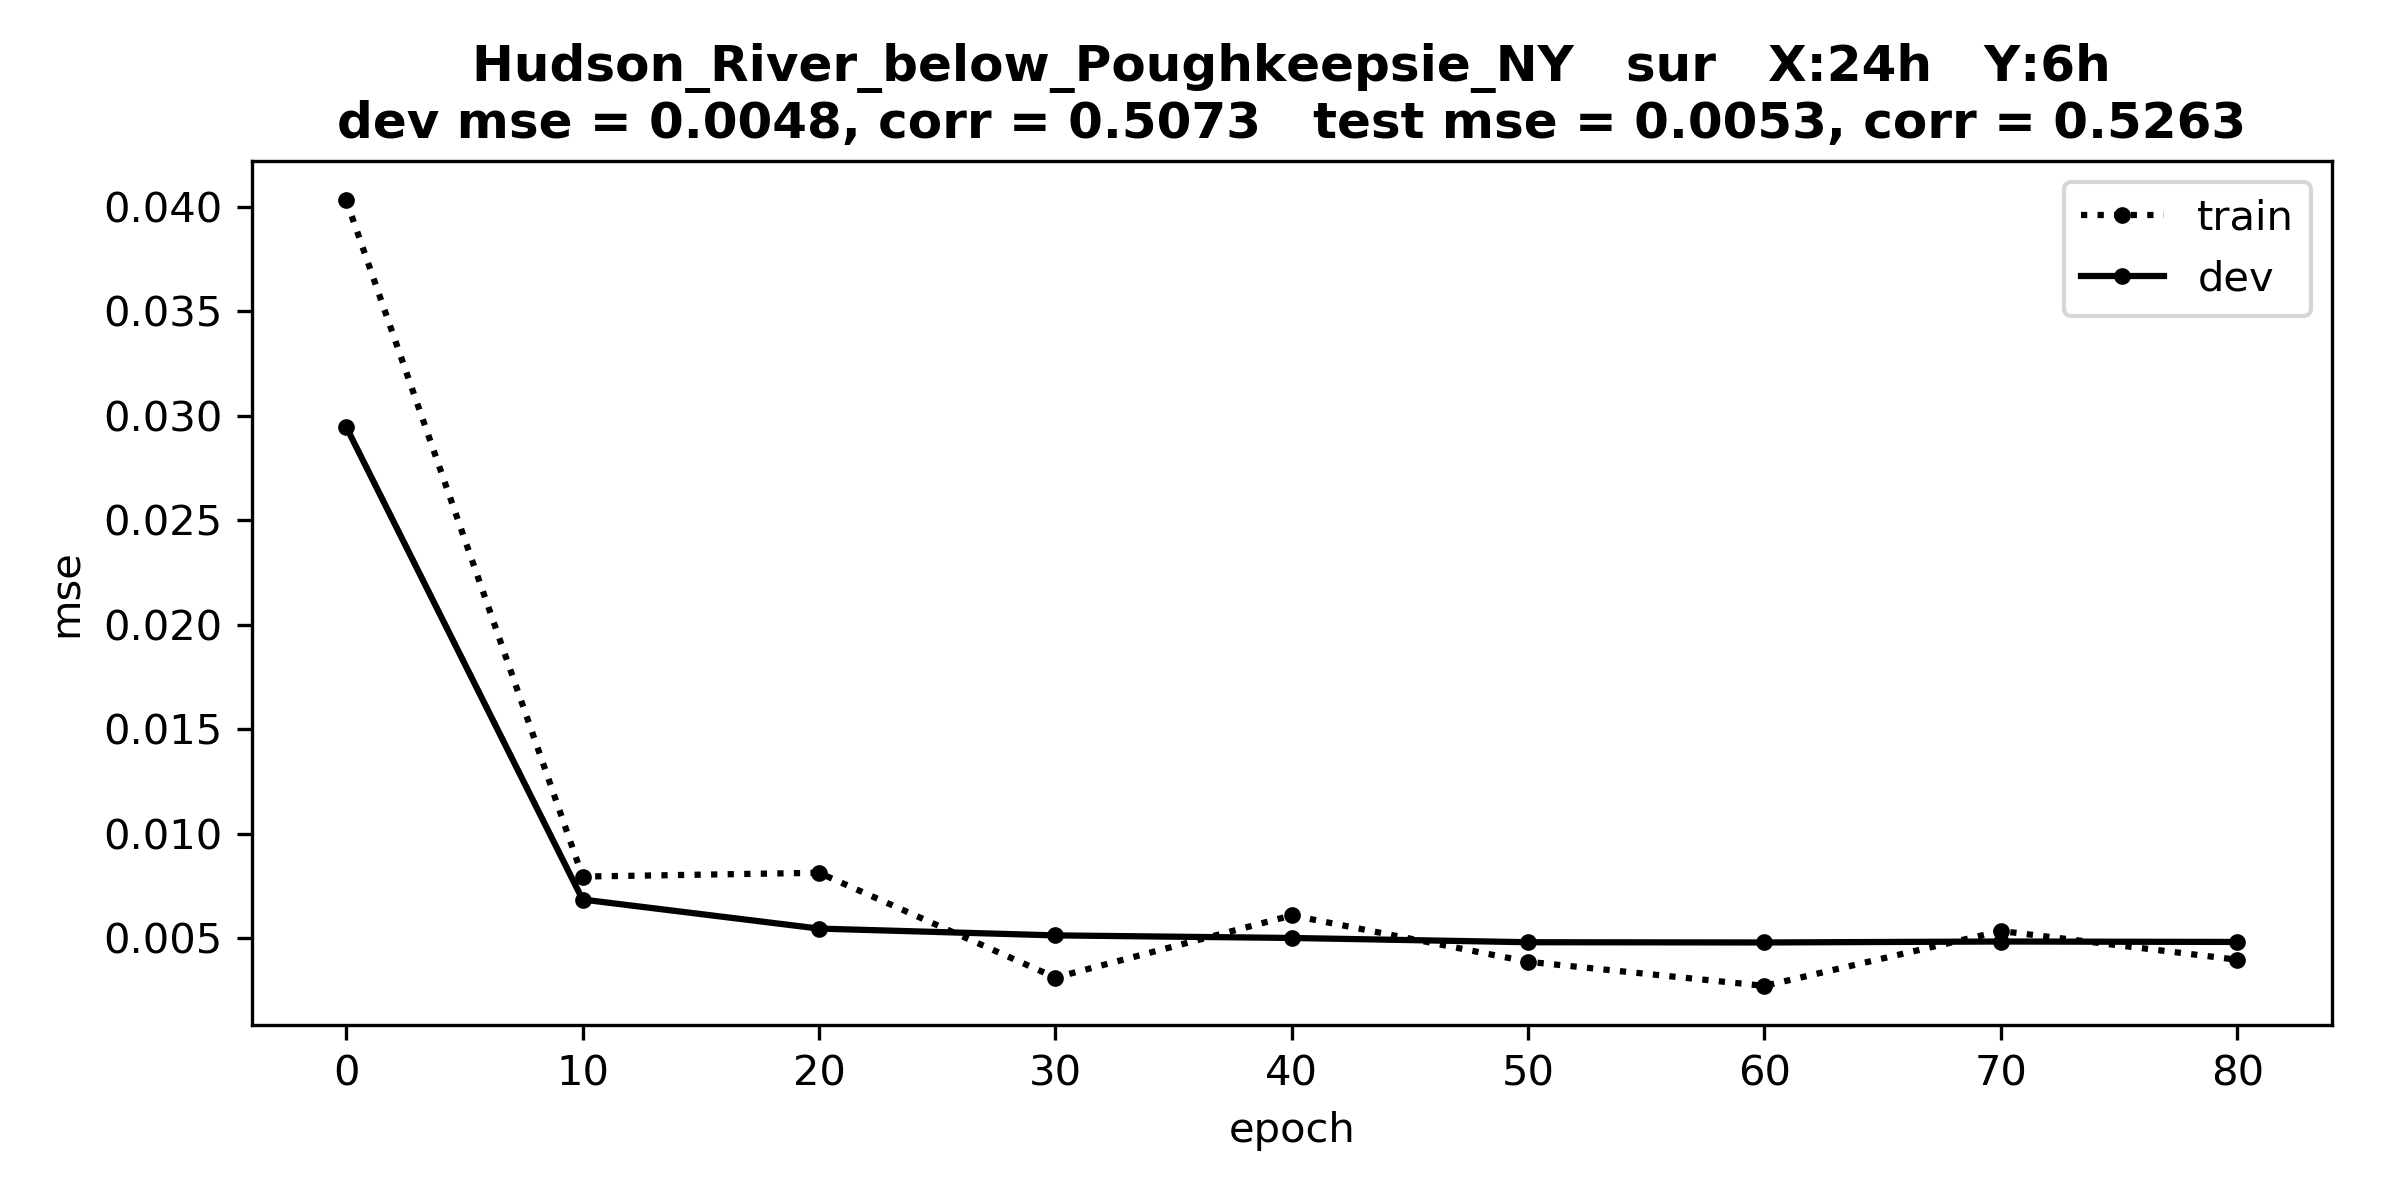 Hudson_River_below_Poughkeepsie_NY   sur   X:24h   Y:6h
dev mse = 0.0048, corr = 0.5073   test mse = 0.0053, corr = 0.5263
train
dev
0.040
0.035
0.030
0.025
0.020
0.015
0.010
0.005
mse
0 10 20 30 40 50 60 70 80
epoch